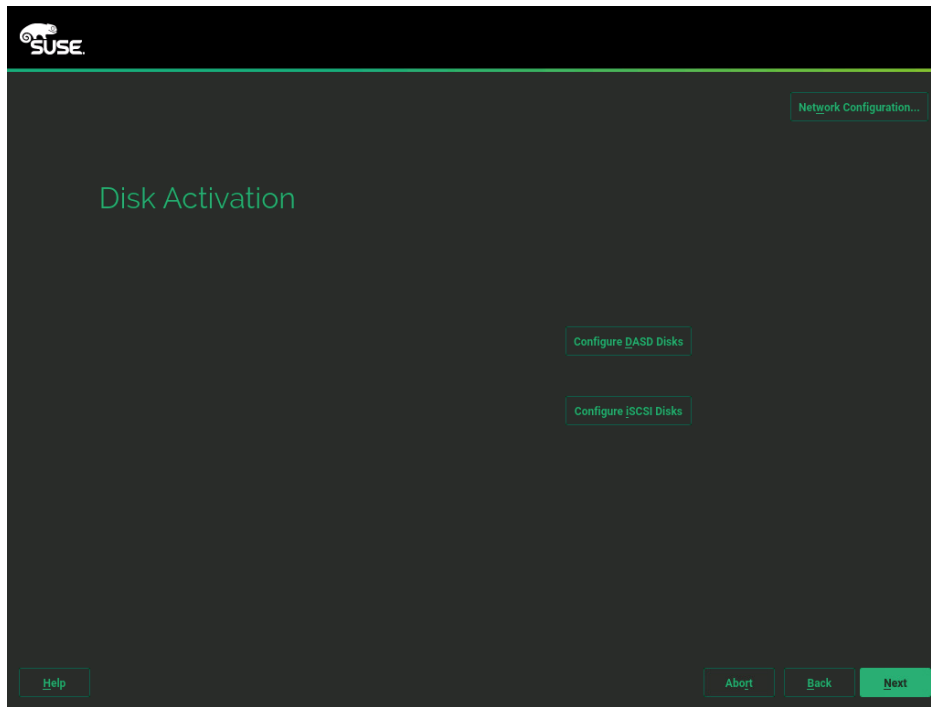 SUSE.
Network Configuration...
Disk Activation
Configure DASD Disks
Configure iSCSI Disks
Help
Abort
Back
Next